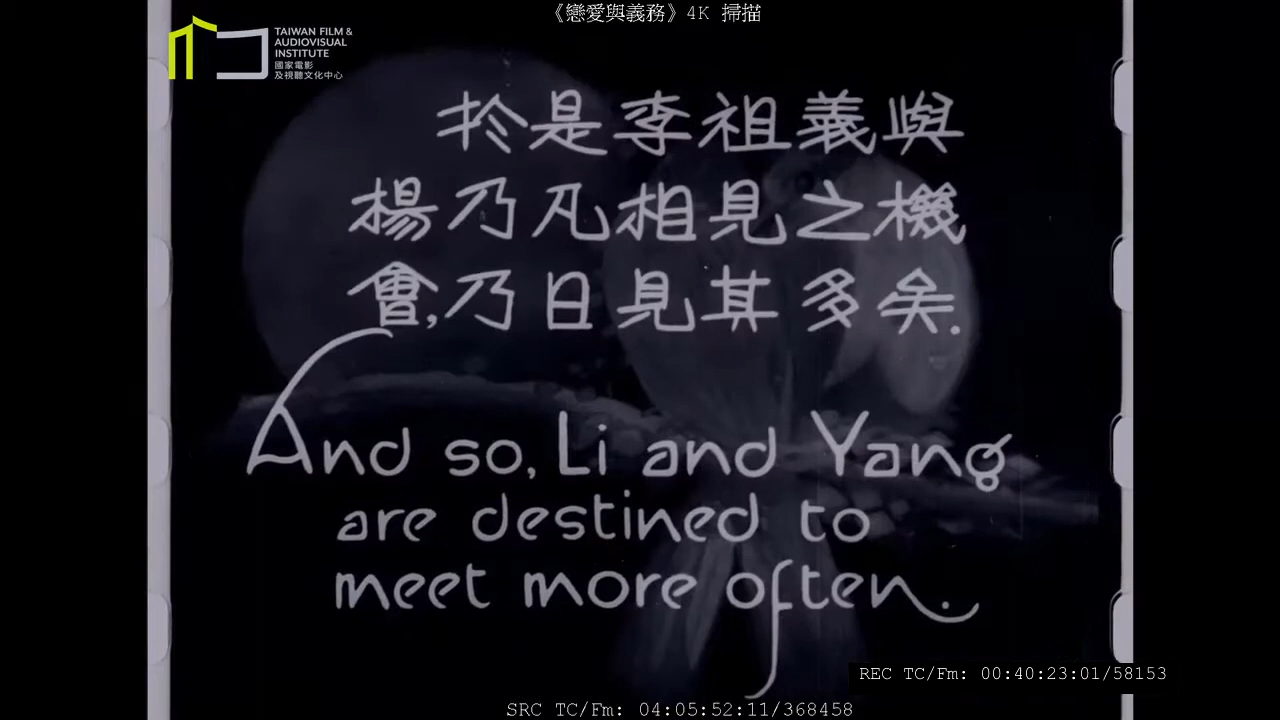 《戀愛與義務》4K 掃描
TAIWAN FILM &
AUDIOVISUAL
INSTITUTE
國家電影
及視聽文化中心
於是李祖義與
楊乃凡相見之機
會,乃日見其多矣.
And so, Li and Yang
are destined to
meet more often.
REC TC/Fm: 00:40:23:01/58153
SRC TC/Fm: 04:05:52:11/368458